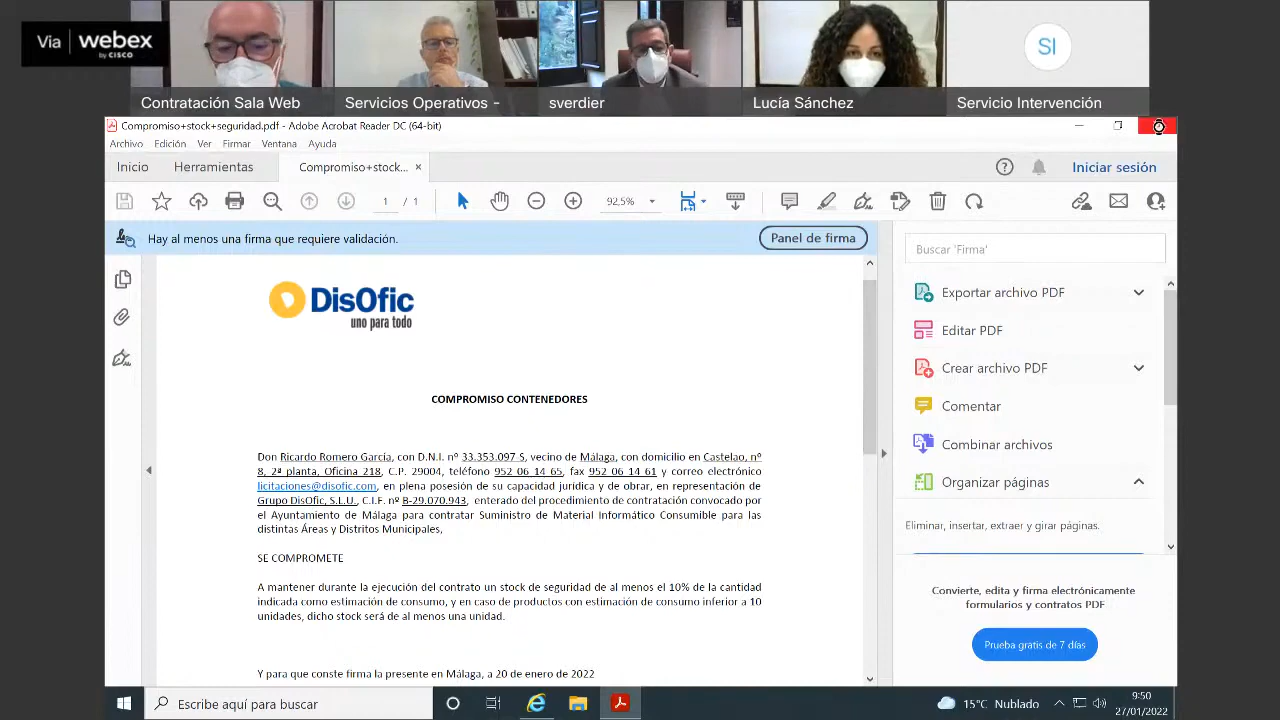 Via webex
by CISCO
Contratación Sala Web
Servicios Operativos -
sverdier
Lucía Sánchez
SI
Servicio Intervención
Compromiso+stock+seguridad.pdf - Adobe Acrobat Reader DC (64-bit)
Archivo Edición Ver Firmar Ventana Ayuda
Inicio Herramientas Compromiso+stock... × Iniciar sesión
1 / 1 92,5%
Hay al menos una firma que requiere validación. Panel de firma
Buscar 'Firma'
Exportar archivo PDF
Editar PDF
Crear archivo PDF
Comentar
Combinar archivos
Organizar páginas
Eliminar, insertar, extraer y girar páginas.
Convierte, edita y firma electrónicamente
formularios y contratos PDF
Prueba gratis de 7 días
DisOfic
uno para todo
COMPROMISO CONTENEDORES
Don Ricardo Romero García, con D.N.I. nº 33.353.097 S, vecino de Málaga, con domicilio en Castelao, nº
8, 2ª planta, Oficina 218, C.P. 29004, teléfono 952 06 14 65, fax 952 06 14 61 y correo electrónico
licitaciones@disofic.com, en plena posesión de su capacidad jurídica y de obrar, en representación de
Grupo DisOfic, S.L.U., C.I.F. nº B-29.070.943, enterado del procedimiento de contratación convocado por
el Ayuntamiento de Málaga para contratar Suministro de Material Informático Consumible para las
distintas Áreas y Distritos Municipales,
SE COMPROMETE
A mantener durante la ejecución del contrato un stock de seguridad de al menos el 10% de la cantidad
indicada como estimación de consumo, y en caso de productos con estimación de consumo inferior a 10
unidades, dicho stock será de al menos una unidad.
Y para que conste firma la presente en Málaga, a 20 de enero de 2022
Escribe aquí para buscar
15°C Nublado
9:50
27/01/2022